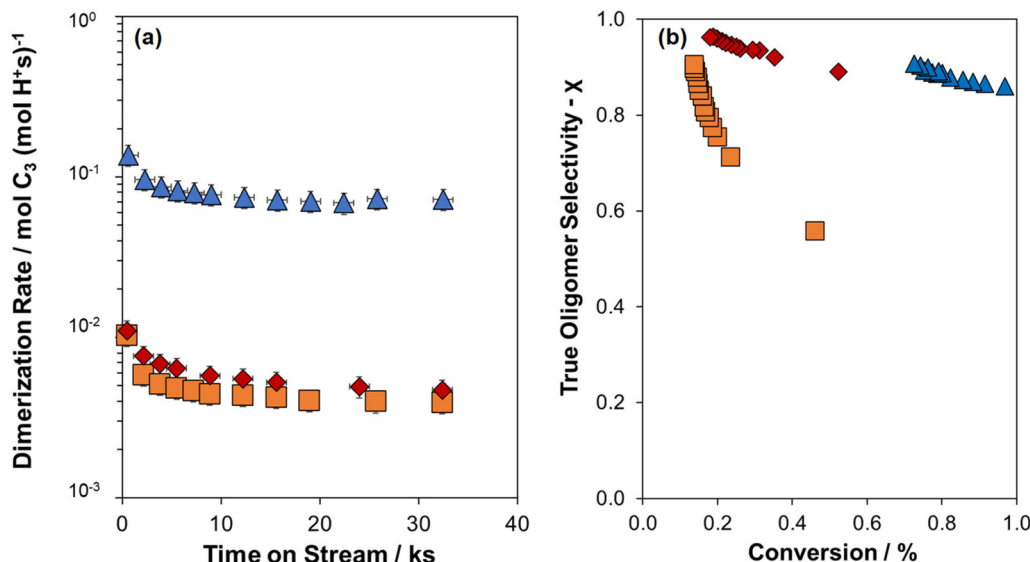 (a)
Dimerization Rate / mol C₃ (mol H⁺s)⁻¹
10⁰
10⁻¹
10⁻²
10⁻³
0 10 20 30 40
Time on Stream / ks
(b)
True Oligomer Selectivity - χ
1.0
0.8
0.6
0.4
0.2
0.0
0.0 0.2 0.4 0.6 0.8 1.0
Conversion / %